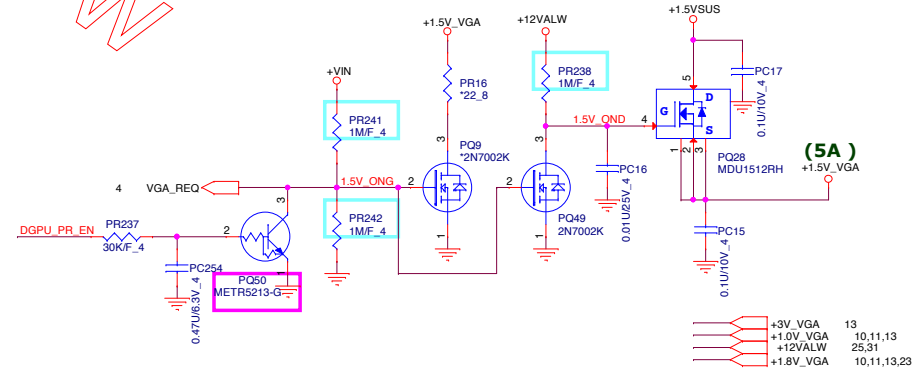 W
+1.5V_VGA
+12VALW
+1.5VSUS
+VIN
PR16
*22_8
PR238
1M/F_4
PC17
0.1U/10V_4
5
D
G
S
4
1
2
3
PQ28
MDU1512RH
(5A )
+1.5V_VGA
PR241
1M/F_4
3
PQ9
*2N7002K
3
1.5V_OND
PC16
0.01U/25V_4
4
VGA_REQ
1.5V_ONG
2
2
1
1
PQ49
2N7002K
3
PR242
1M/F_4
DGPU_PR_EN
PR237
30K/F_4
2
1
PC254
0.47U/6.3V_4
PQ50
METR5213-G
PC15
0.1U/10V_4
+3V_VGA 13
+1.0V_VGA 10,11,13
+12VALW 25,31
+1.8V_VGA 10,11,13,23